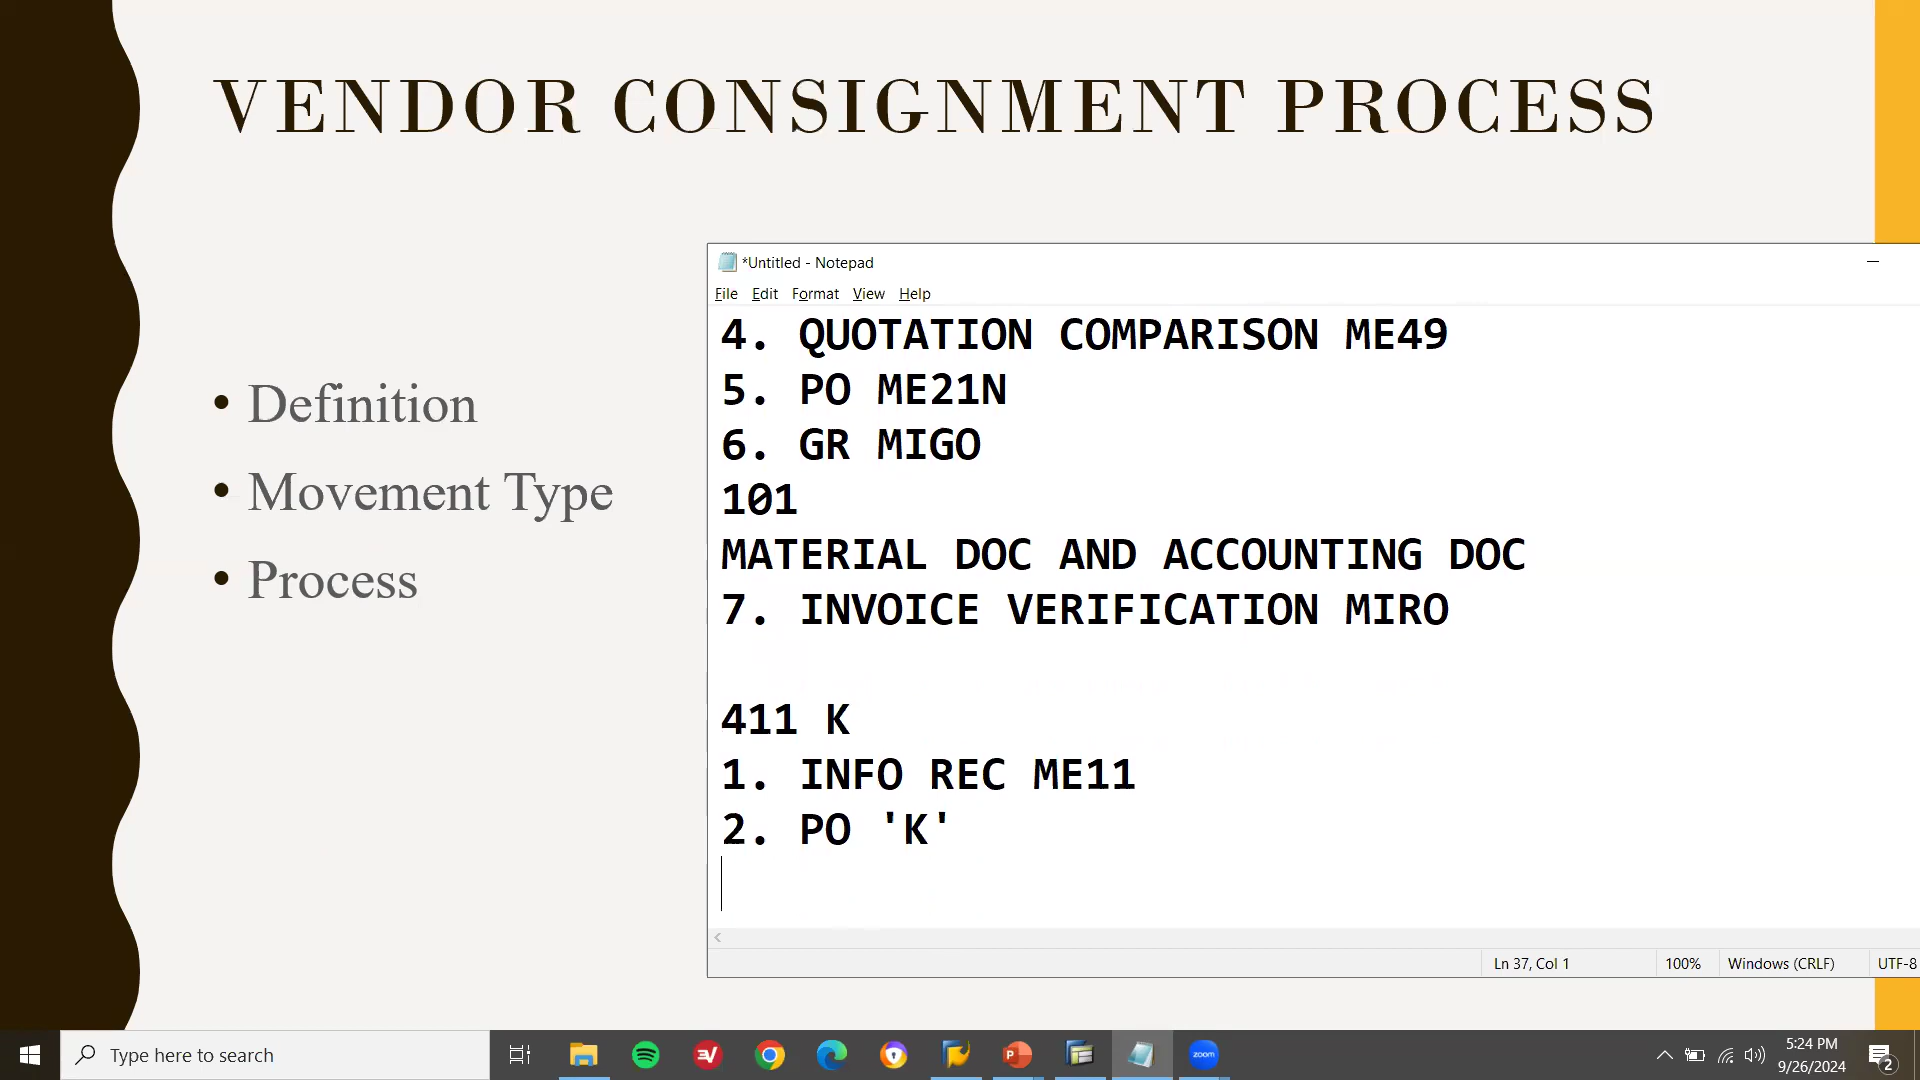 VENDOR CONSIGNMENT PROCESS
• Definition
• Movement Type
• Process
*Untitled - Notepad
File Edit Format View Help
4. QUOTATION COMPARISON ME49
5. PO ME21N
6. GR MIGO
101
MATERIAL DOC AND ACCOUNTING DOC
7. INVOICE VERIFICATION MIRO
411 K
1. INFO REC ME11
2. PO 'K'
Ln 37, Col 1
100%
Windows (CRLF)
UTF-8
Type here to search
zoom
5:24 PM
9/26/2024
2